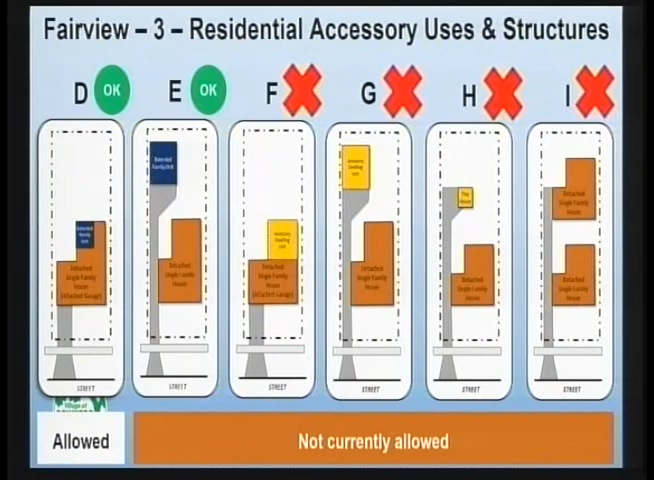 Fairview – 3 – Residential Accessory Uses & Structures
D OK E OK F G H I
Extended
Family Unit
Detached
Single Family
House
(Attached Garage)
STREET
Extended
Family Unit
Detached
Single Family
House
STREET
Accessory
Dwelling
Unit
Detached
Single Family
House
(Attached Garage)
STREET
Accessory
Dwelling
Unit
Detached
Single Family
House
STREET
Tiny
House
Detached
Single Family
House
STREET
Detached
Single Family
House
Detached
Single Family
House
STREET
Village of
Allowed
Not currently allowed